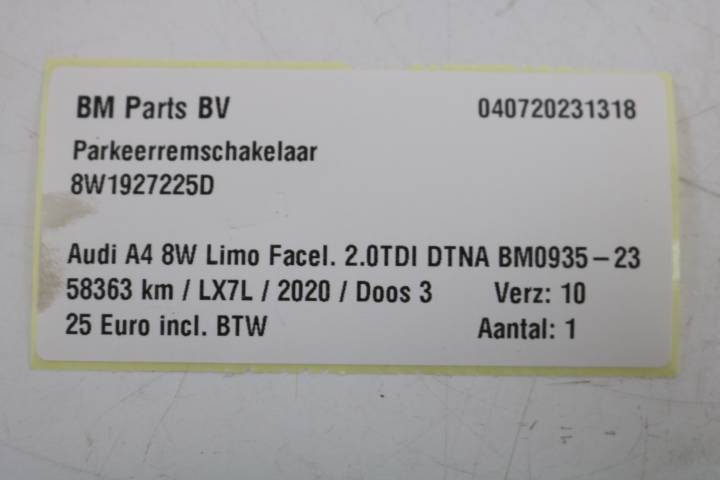 BM Parts BV 040720231318
Parkeerremschakelaar
8W1927225D
Audi A4 8W Limo Facel. 2.0TDI DTNA BM0935-23
58363 km / LX7L / 2020 / Doos 3 Verz: 10
25 Euro incl. BTW Aantal: 1